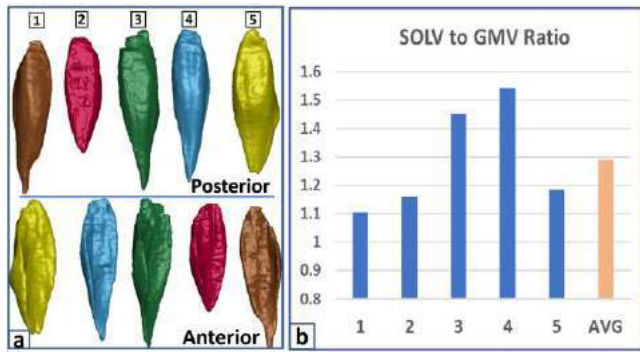 1 2 3 4 5
Posterior
Anterior
a
SOLV to GMV Ratio
1.6
1.5
1.4
1.3
1.2
1.1
1
0.9
0.8
1 2 3 4 5 AVG
b